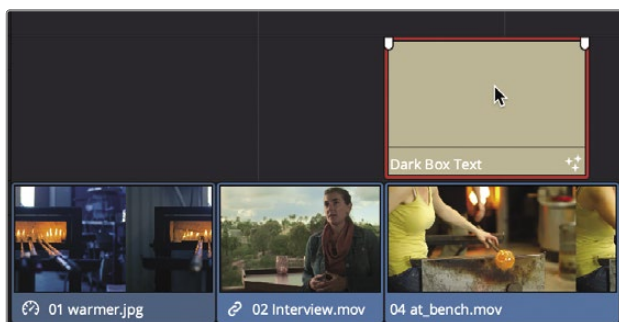 Dark Box Text
01 warmer.jpg
02 Interview.mov
04 at_bench.mov